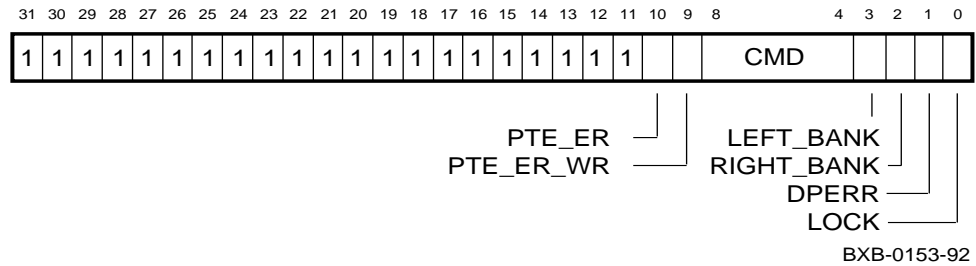 31 30 29 28 27 26 25 24 23 22 21 20 19 18 17 16 15 14 13 12 11 10 9 8 4 3 2 1 0
1 1 1 1 1 1 1 1 1 1 1 1 1 1 1 1 1 1 1 1 1 CMD
PTE_ER LEFT_BANK
PTE_ER_WR RIGHT_BANK
DPERR
LOCK
BXB-0153-92